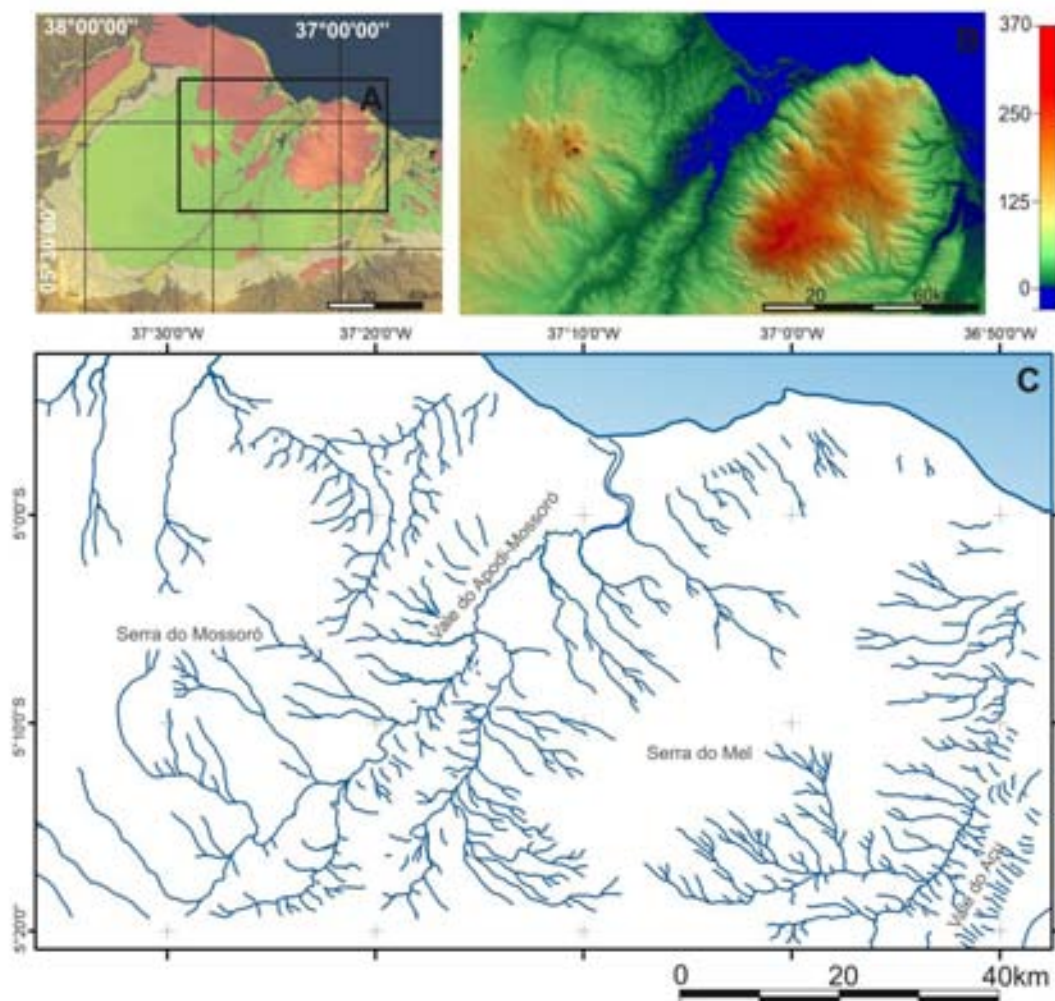 38°00'00'' 37°00'00''
A
05°30'00''
B
370
250
125
0
20 60km
37°30'0"W 37°20'0"W 37°10'0"W 37°0'0"W 36°50'0"W
C
5°0'0"S
Vale do Apodi-Mossoró
Serra do Mossoró
5°10'0"S
Serra do Mel
Vale do Açu
5°20'0"
0 20 40km